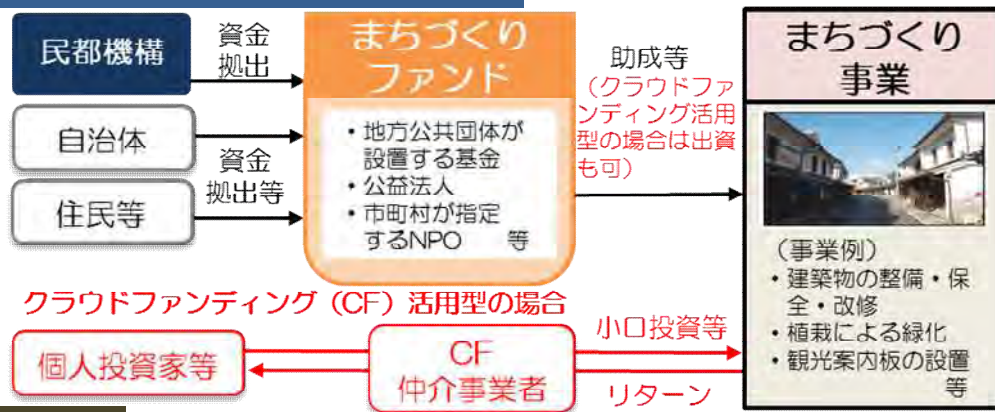 民都機構
資金
拠出
自治体
住民等
資金
拠出等
まちづくり
ファンド
・地方公共団体が
設置する基金
・公益法人
・市町村が指定
するNPO 等
助成等
（クラウドファ
ンディング活用
型の場合は出資
も可）
まちづくり
事業
（事業例）
・建築物の整備・保
全・改修
・植栽による緑化
・観光案内板の設置
等
クラウドファンディング（CF）活用型の場合
個人投資家等
CF
仲介事業者
小口投資等
リターン